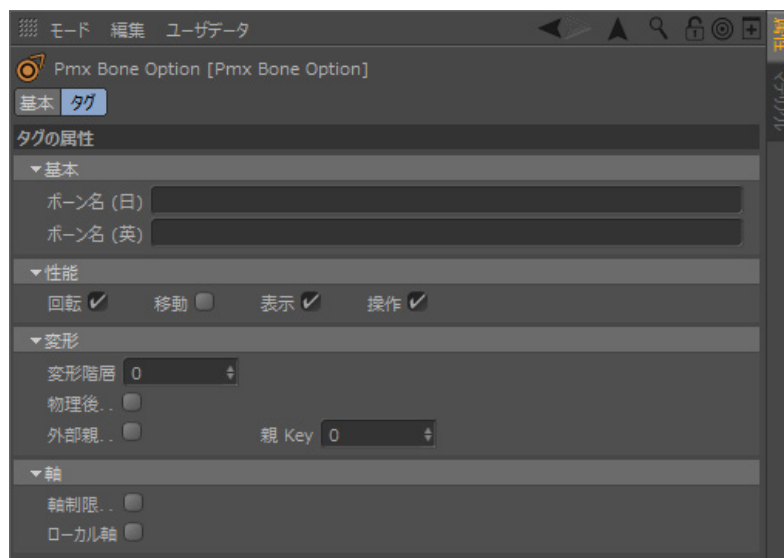 モード 編集 ユーザデータ
Pmx Bone Option [Pmx Bone Option]
基本 タグ
タグの属性
基本
ボーン名 (日)
ボーン名 (英)
性能
回転 移動 表示 操作
変形
変形階層 0
物理後..
外部親.. 親 Key 0
軸
軸制限..
ローカル軸
属性